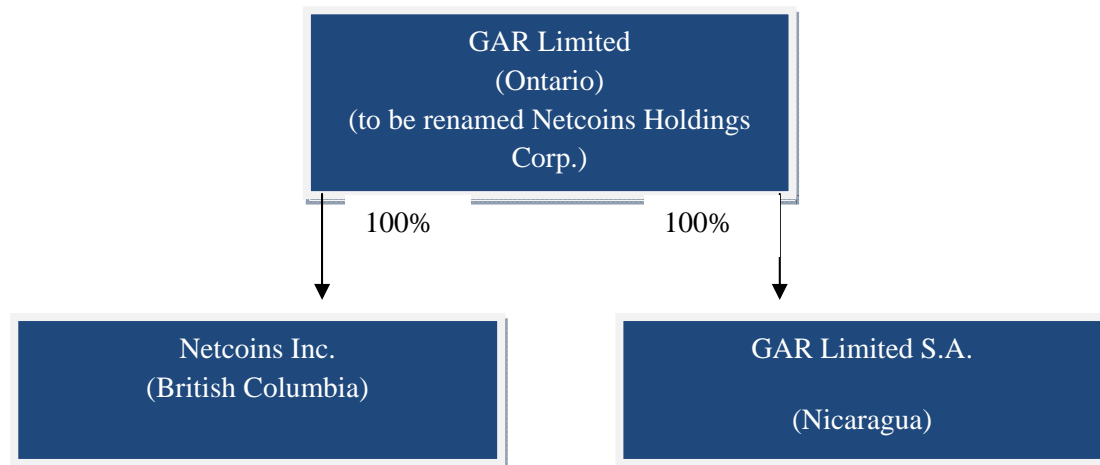 GAR Limited
(Ontario)
(to be renamed Netcoins Holdings
Corp.)
100%
100%
Netcoins Inc.
(British Columbia)
GAR Limited S.A.
(Nicaragua)